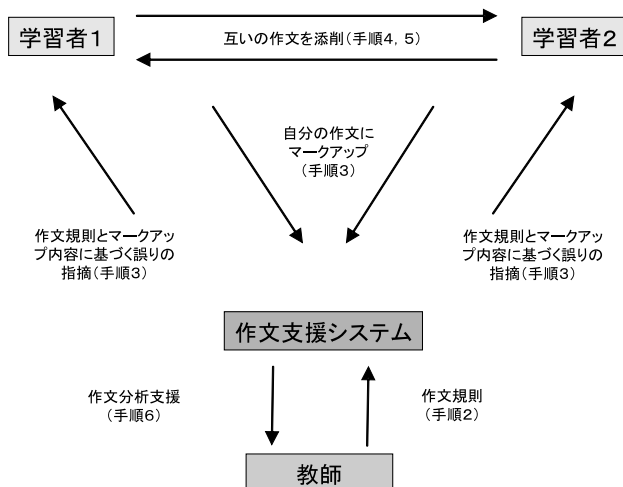 学習者1
互いの作文を添削(手順4, 5)
学習者2
自分の作文に
マークアップ
(手順3)
作文規則とマークアッ
プ内容に基づく誤りの
指摘(手順3)
作文規則とマークアッ
プ内容に基づく誤りの
指摘(手順3)
作文支援システム
作文分析支援
(手順6)
作文規則
(手順2)
教師